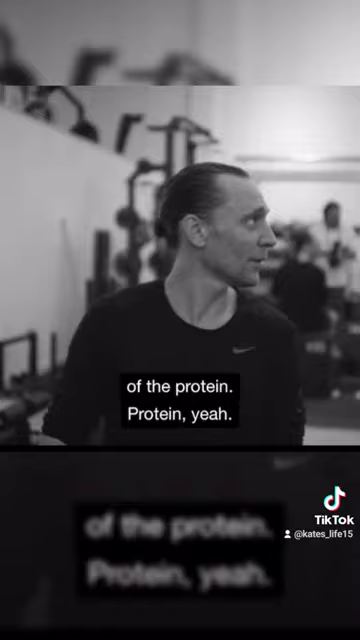 of the protein.
Protein, yeah.
TikTok
@kates_life15
of the protein.
Protein, yeah.